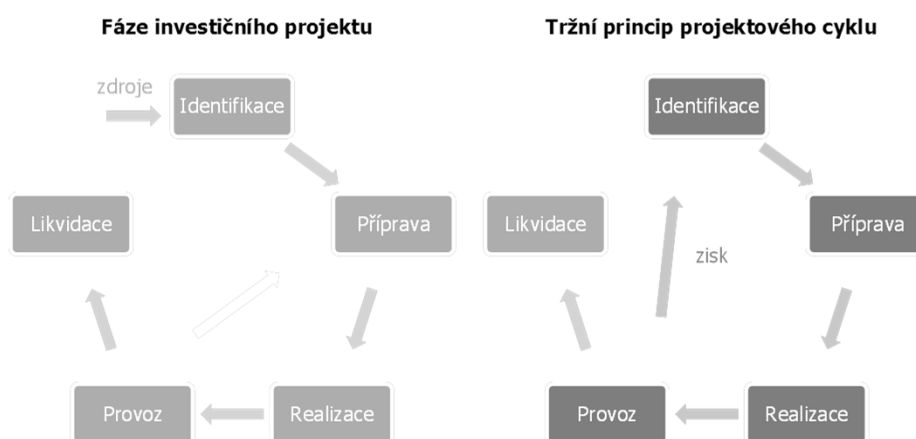 Fáze investičního projektu
zdroje
Identifikace
Likvidace
Příprava
Provoz
Realizace
Tržní princip projektového cyklu
Identifikace
Likvidace
Příprava
zisk
Provoz
Realizace